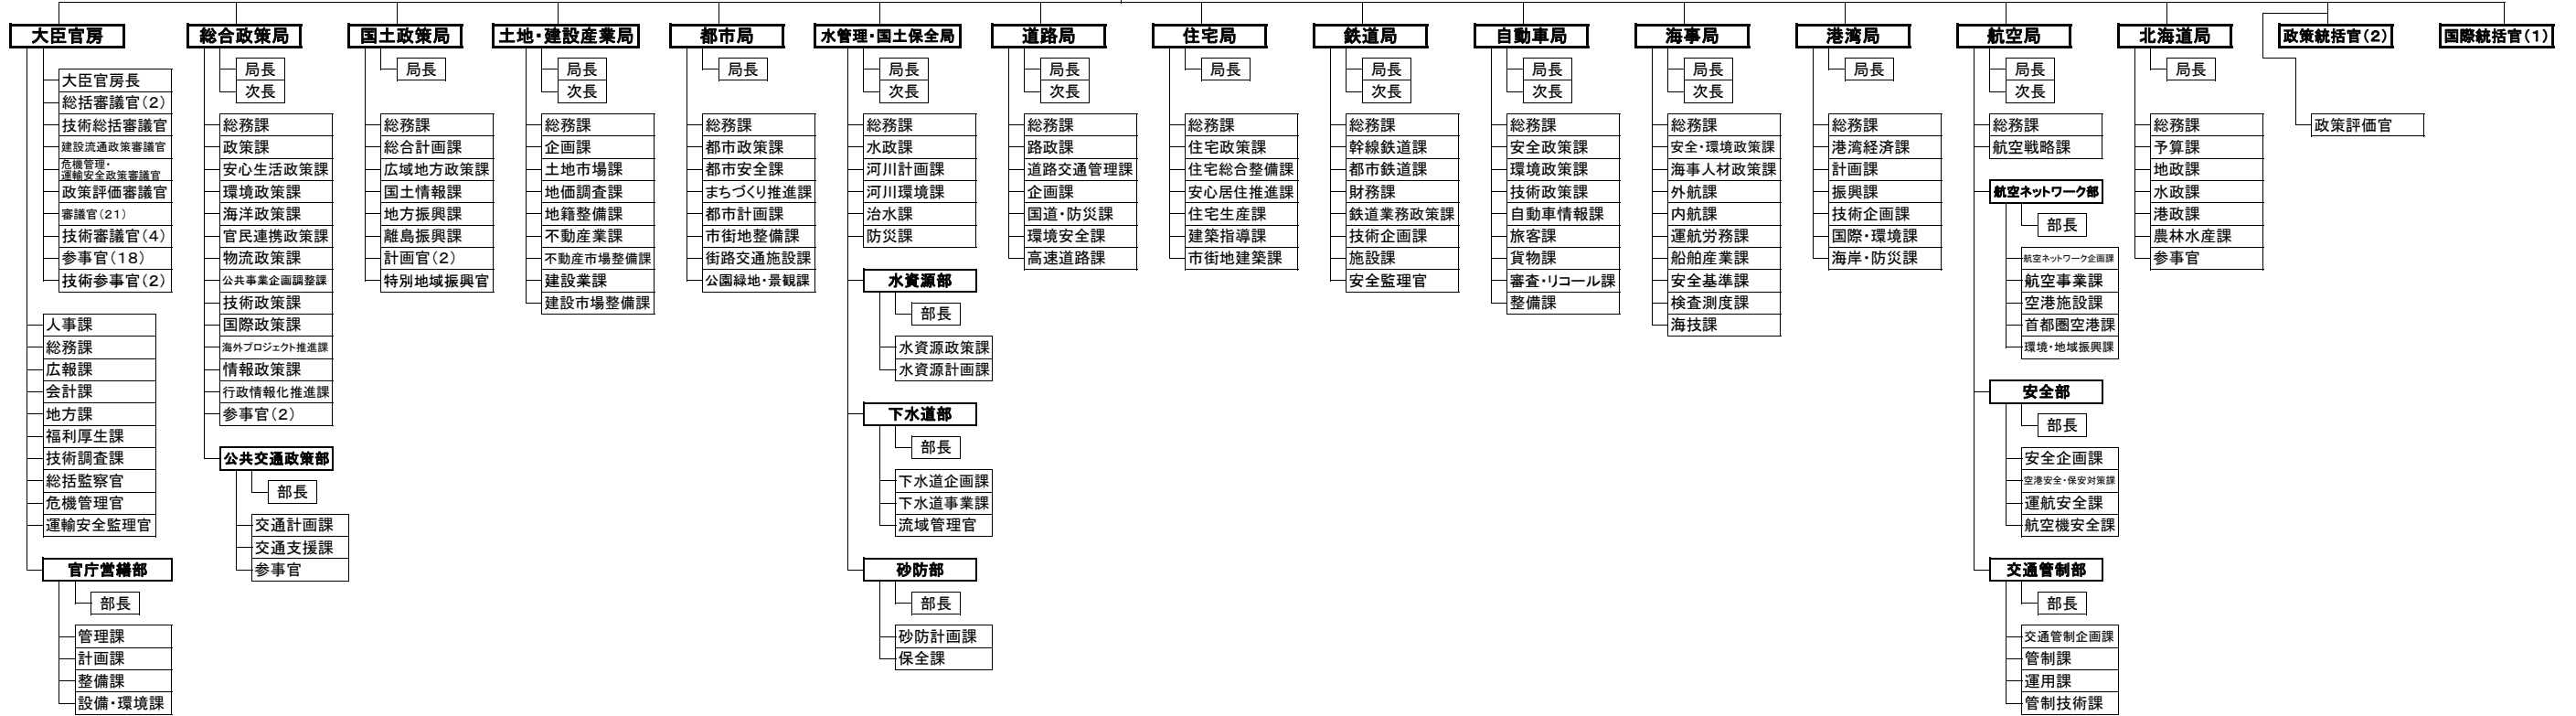 大臣官房
大臣官房長
総括審議官(2)
技術総括審議官
建設流通政策審議官
危機管理・
運輸安全政策審議官
政策評価審議官
審議官(21)
技術審議官(4)
参事官(18)
技術参事官(2)
人事課
総務課
広報課
会計課
地方課
福利厚生課
技術調査課
総括監察官
危機管理官
運輸安全監理官
官庁営繕部
部長
管理課
計画課
整備課
設備・環境課
総合政策局
局長
次長
総務課
政策課
安心生活政策課
環境政策課
海洋政策課
官民連携政策課
物流政策課
公共事業企画調整課
技術政策課
国際政策課
海外プロジェクト推進課
情報政策課
行政情報化推進課
参事官(2)
公共交通政策部
部長
交通計画課
交通支援課
参事官
国土政策局
局長
総務課
総合計画課
広域地方政策課
国土情報課
地方振興課
離島振興課
計画官(2)
特別地域振興官
土地・建設産業局
局長
次長
総務課
企画課
土地市場課
地価調査課
地籍整備課
不動産業課
不動産市場整備課
建設業課
建設市場整備課
都市局
局長
総務課
都市政策課
都市安全課
まちづくり推進課
都市計画課
市街地整備課
街路交通施設課
公園緑地・景観課
水管理・国土保全局
局長
次長
総務課
水政課
河川計画課
河川環境課
治水課
防災課
水資源部
部長
水資源政策課
水資源計画課
下水道部
部長
下水道企画課
下水道事業課
流域管理官
砂防部
部長
砂防計画課
保全課
道路局
局長
次長
総務課
路政課
道路交通管理課
企画課
国道・防災課
環境安全課
高速道路課
住宅局
局長
総務課
住宅政策課
住宅総合整備課
安心居住推進課
住宅生産課
建築指導課
市街地建築課
鉄道局
局長
次長
総務課
幹線鉄道課
都市鉄道課
財務課
鉄道業務政策課
技術企画課
施設課
安全監理官
自動車局
局長
次長
総務課
安全政策課
環境政策課
技術政策課
自動車情報課
旅客課
貨物課
審査・リコール課
整備課
海事局
局長
次長
総務課
安全・環境政策課
海事人材政策課
外航課
内航課
運航労務課
船舶産業課
安全基準課
検査測度課
海技課
港湾局
局長
総務課
港湾経済課
計画課
振興課
技術企画課
国際・環境課
海岸・防災課
航空局
局長
次長
総務課
航空戦略課
航空ネットワーク部
部長
航空ネットワーク企画課
航空事業課
空港施設課
首都圏空港課
環境・地域振興課
安全部
部長
安全企画課
空港安全・保安対策課
運航安全課
航空機安全課
交通管制部
部長
交通管制企画課
管制課
運用課
管制技術課
北海道局
局長
総務課
予算課
地政課
水政課
港政課
農林水産課
参事官
政策統括官(2)
政策評価官
国際統括官(1)